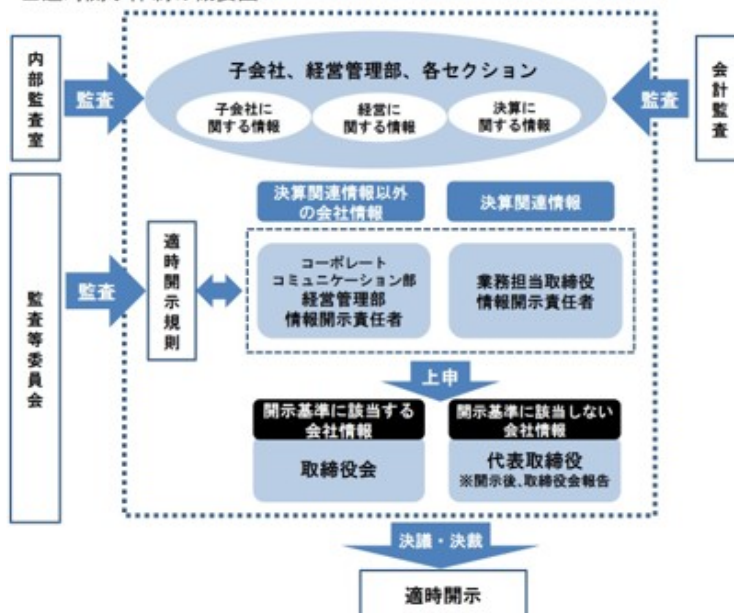 内部監査室
監査
子会社、経営管理部、各セクション
子会社に
関する情報
経営に
関する情報
決算に
関する情報
監査
会計監査
決算関連情報以外
の会社情報
決算関連情報
監査等委員会
監査
適時開示規則
コーポレート
コミュニケーション部
経営管理部
情報開示責任者
業務担当取締役
情報開示責任者
上申
開示基準に該当する
会社情報
取締役会
開示基準に該当しない
会社情報
代表取締役
※開示後、取締役会報告
決議・決裁
適時開示